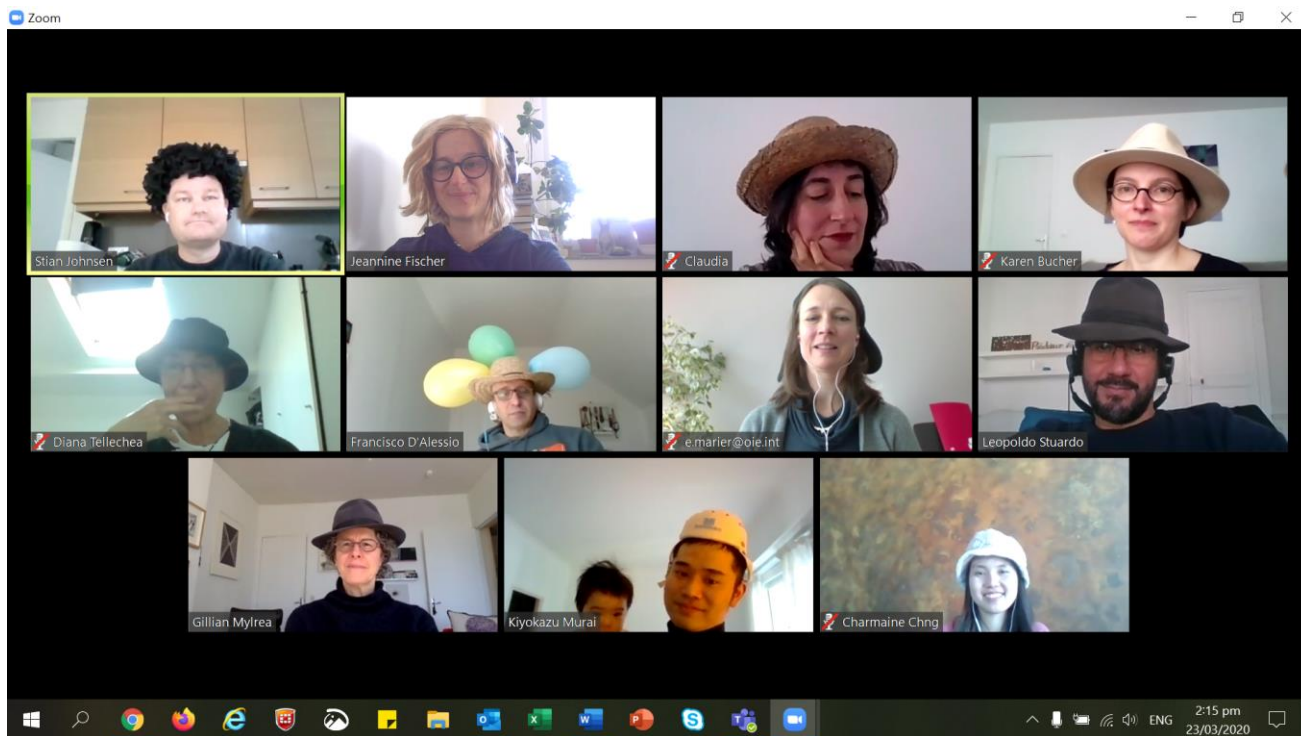 Zoom
Stian Johnsen
Jeannine Fischer
Claudia
Karen Bucher
Diana Tellechea
Francisco D'Alessio
e.marier@oie.int
Leopoldo Stuardo
Gillian Mylrea
Kiyokazu Murai
Charmaine Chng
ENG
2:15 pm
23/03/2020